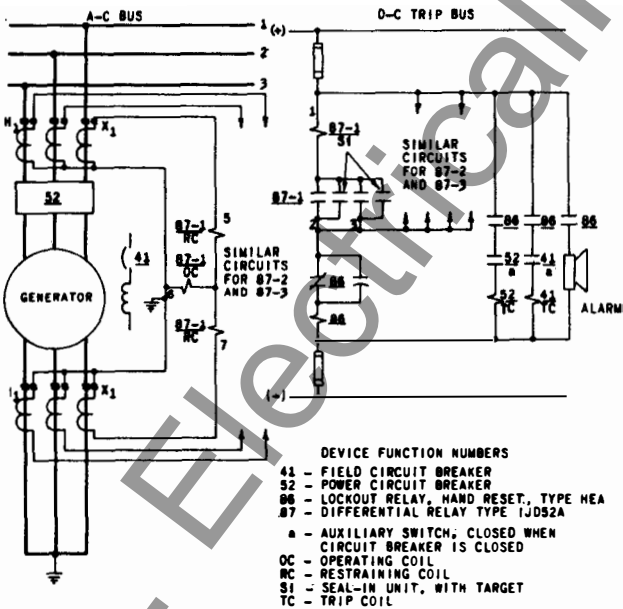 A-C BUS
D-C TRIP BUS
1 (+)
2
3
H1
X1
1
87-1
SI
SIMILAR
CIRCUITS
FOR 87-2
AND 87-3
52
87-1
2
3
86
86
86
41
87-1
RC
5
87-1
OC
SIMILAR
CIRCUITS
FOR 87-2
AND 87-3
52
a
41
a
GENERATOR
6
86
87-1
RC
7
86
52
TC
41
TC
ALARM
X1
(-)
DEVICE FUNCTION NUMBERS
41 - FIELD CIRCUIT BREAKER
52 - POWER CIRCUIT BREAKER
86 - LOCKOUT RELAY, HAND RESET, TYPE HEA
87 - DIFFERENTIAL RELAY TYPE IJD52A
a - AUXILIARY SWITCH, CLOSED WHEN
CIRCUIT BREAKER IS CLOSED
OC - OPERATING COIL
RC - RESTRAINING COIL
SI - SEAL-IN UNIT, WITH TARGET
TC - TRIP COIL
Electrical